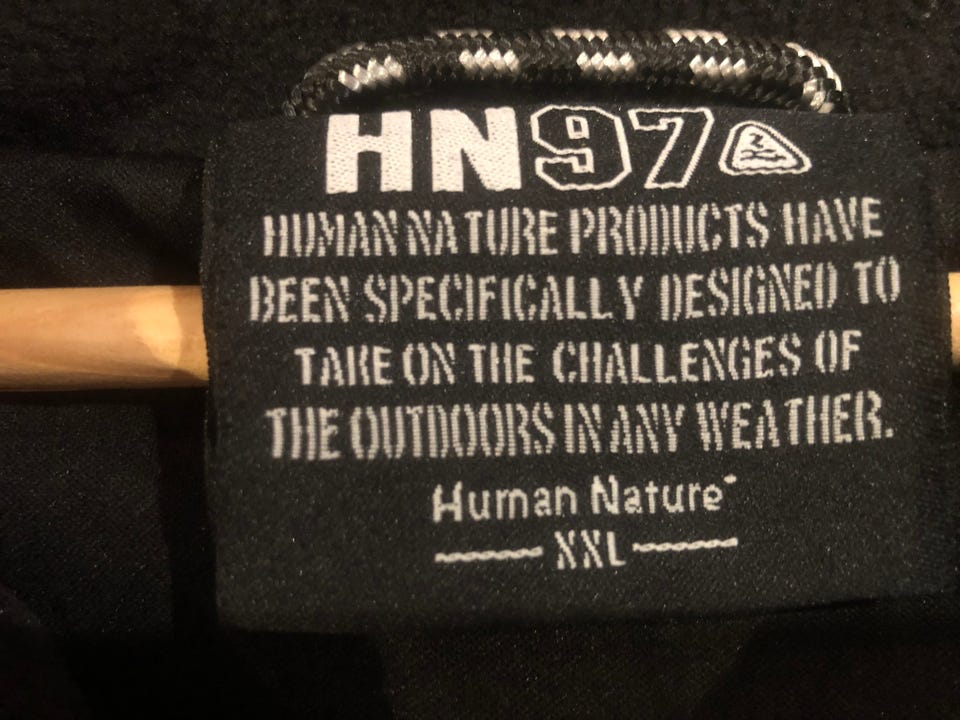 HN97
HUMAN NATURE PRODUCTS HAVE
BEEN SPECIFICALLY DESIGNED TO
TAKE ON THE CHALLENGES OF
THE OUTDOORS IN ANY WEATHER.
Human Nature
XXL